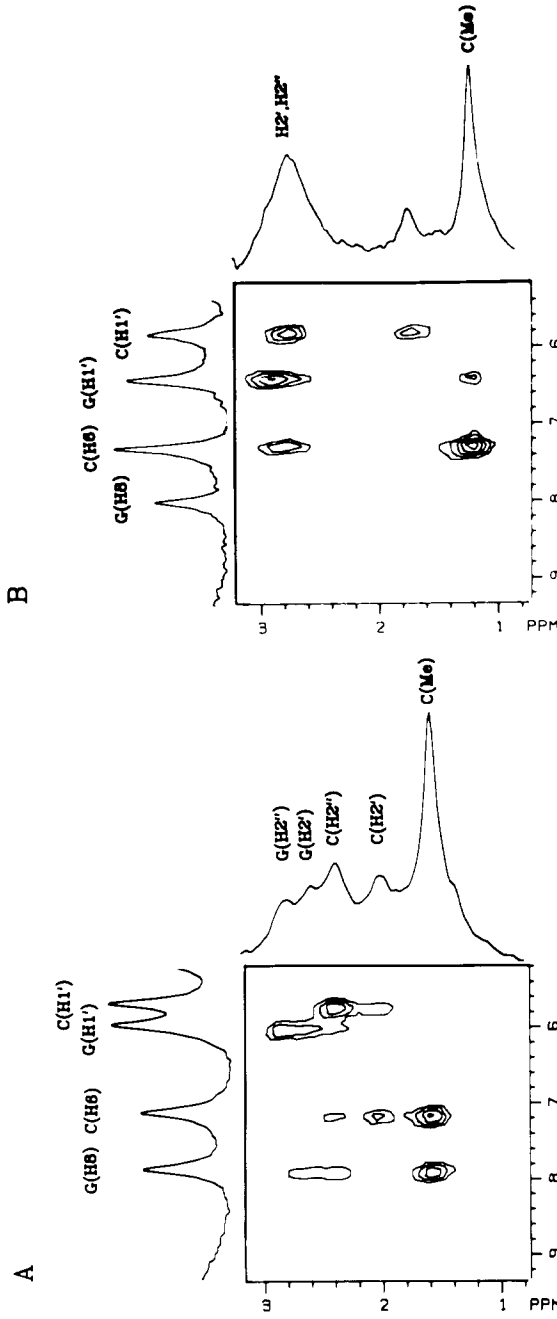 A
G(H8) C(H6) G(H1')
C(H1')
G(H2")
G(H2')
C(H2")
C(H2')
C(Me)
3 2 1 PPM
9 8 7 6
B
G(H8) C(H6) G(H1') C(H1')
H2',H2"
C(Me)
3 2 1 PPM
9 8 7 6